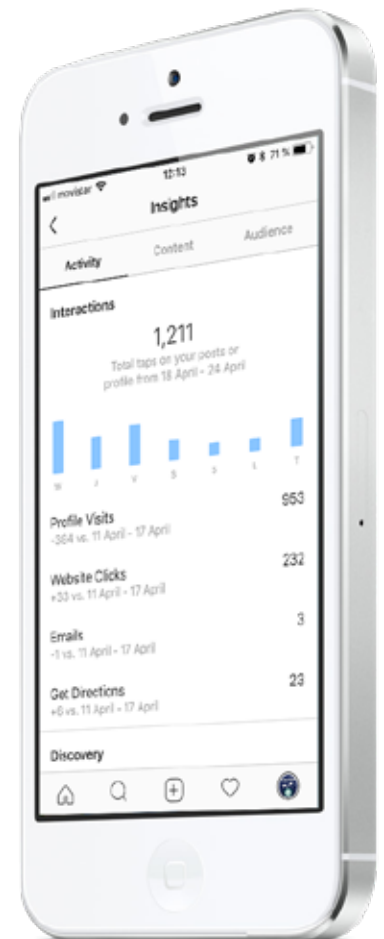 movistar 12:53 71 %
Insights
Activity Content Audience
Interactions
1,211
Total taps on your posts or
profile from 18 April - 24 April
J V S S L T
Profile Visits 953
-364 vs. 11 April - 17 April
Website Clicks 232
+33 vs. 11 April - 17 April
Emails 3
-1 vs. 11 April - 17 April
Get Directions 23
+6 vs. 11 April - 17 April
Discovery